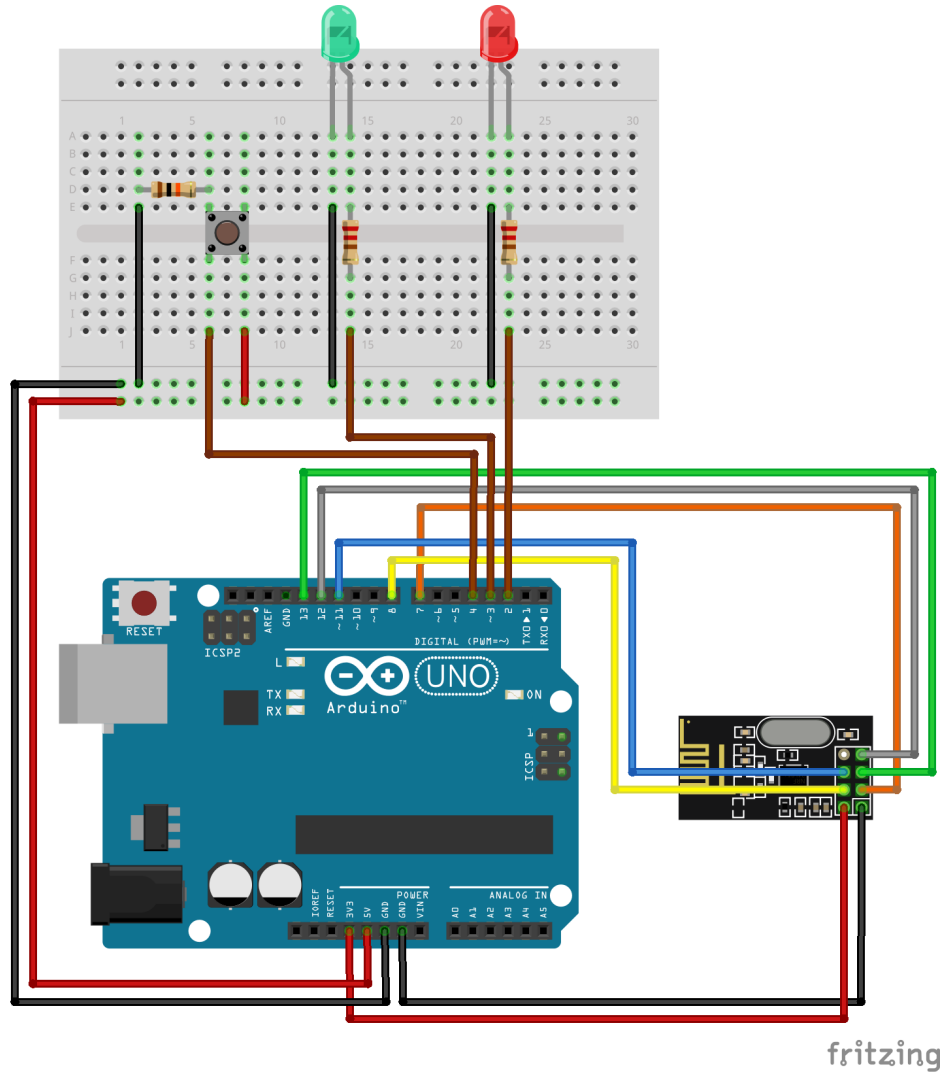 1 5 10 15 20 25 30
A
B
C
D
E
F
G
H
I
J
1 5 10 15 20 25 30
RESET
AREF
GND
13
12
~11
~10
~9
8
7
~6
~5
4
~3
2
TX0▶1
RX0◀0
ICSP2
DIGITAL (PWM=~)
L
TX
RX
UNO
ON
Arduino™
1
ICSP
POWER
ANALOG IN
IOREF
RESET
3V3
5V
GND
GND
VIN
A0
A1
A2
A3
A4
A5
fritzing